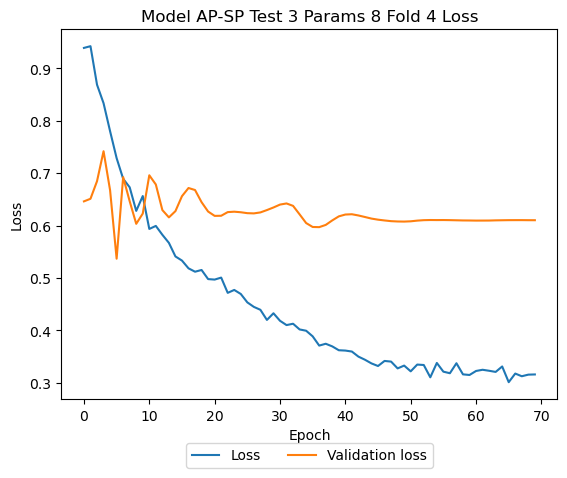 Model AP-SP Test 3 Params 8 Fold 4 Loss
Loss
0.9
0.8
0.7
0.6
0.5
0.4
0.3
0 10 20 30 40 50 60 70
Epoch
Loss Validation loss